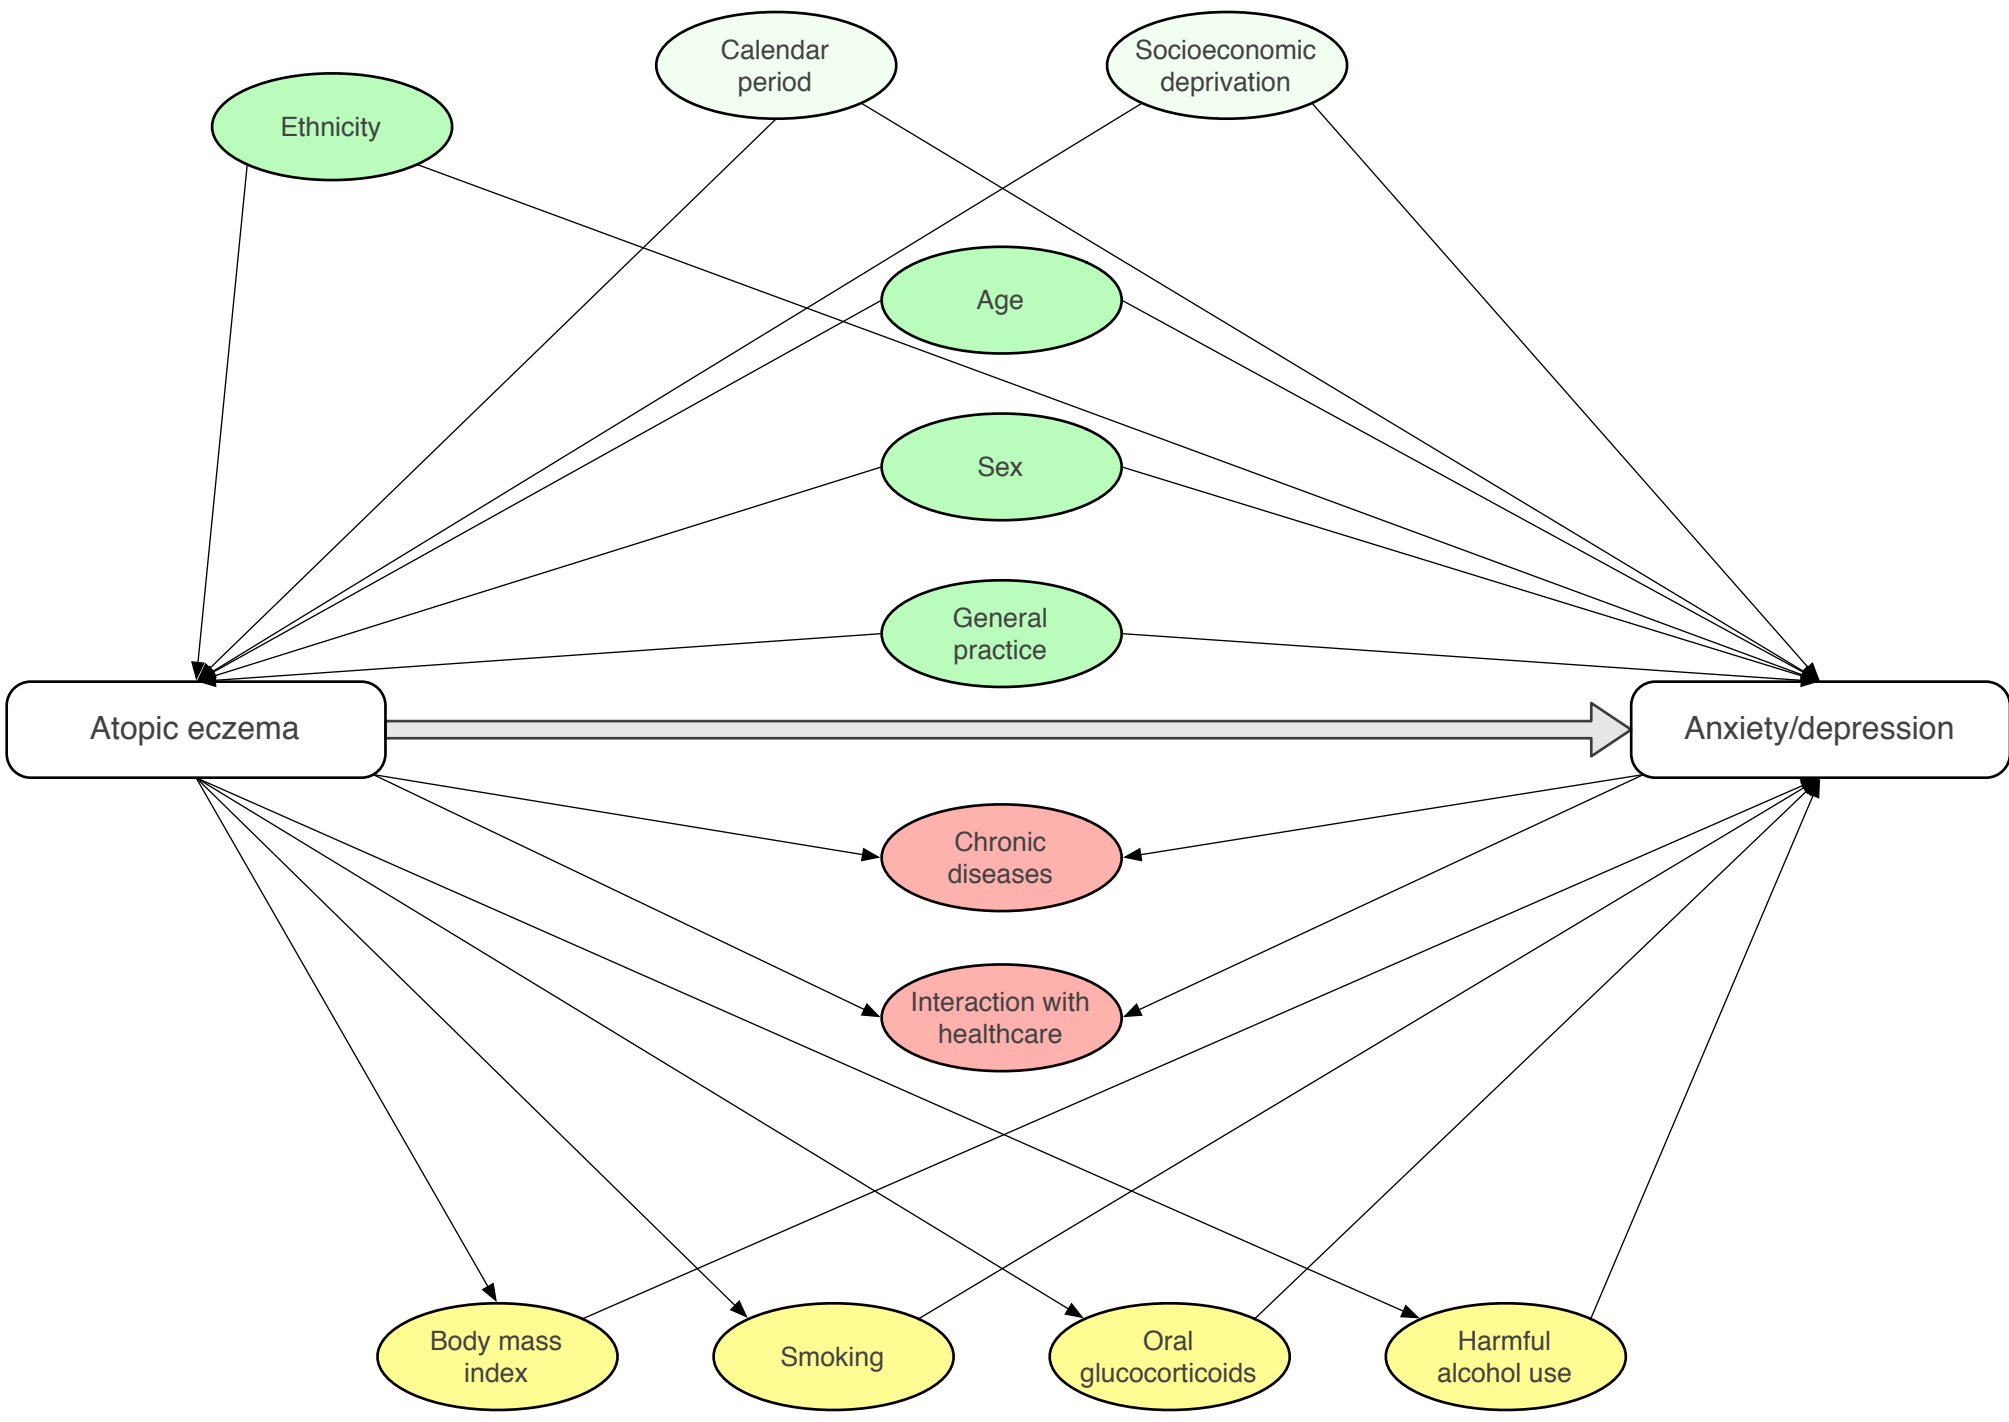 Calendar
period
Socioeconomic
deprivation
Ethnicity
Age
Sex
General
practice
Atopic eczema
Anxiety/depression
Chronic
diseases
Interaction with
healthcare
Body mass
index
Smoking
Oral
glucocorticoids
Harmful
alcohol use